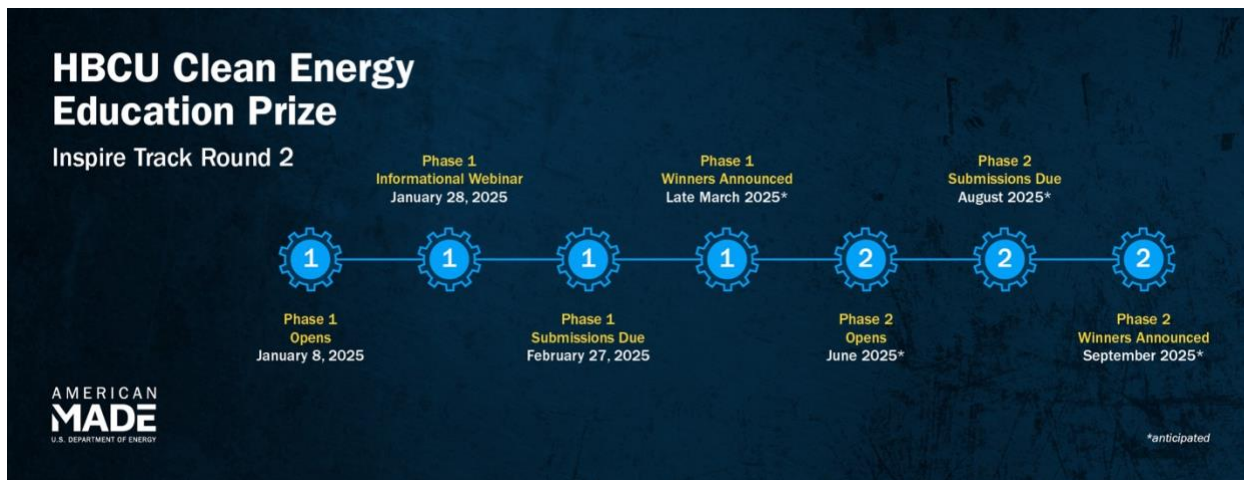 HBCU Clean Energy
Education Prize
Inspire Track Round 2
Phase 1
Opens
January 8, 2025
Phase 1
Informational Webinar
January 28, 2025
Phase 1
Submissions Due
February 27, 2025
Phase 1
Winners Announced
Late March 2025*
Phase 2
Opens
June 2025*
Phase 2
Submissions Due
August 2025*
Phase 2
Winners Announced
September 2025*
1
1
1
1
2
2
2
AMERICAN
MADE
U.S. DEPARTMENT OF ENERGY
*anticipated